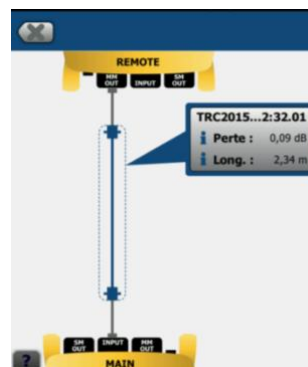 REMOTE
MM OUT INPUT SM OUT
TRC2015...2:32.01
i Perte : 0,09 dB
i Long. : 2,34 m
SM OUT INPUT MM OUT
? MAIN